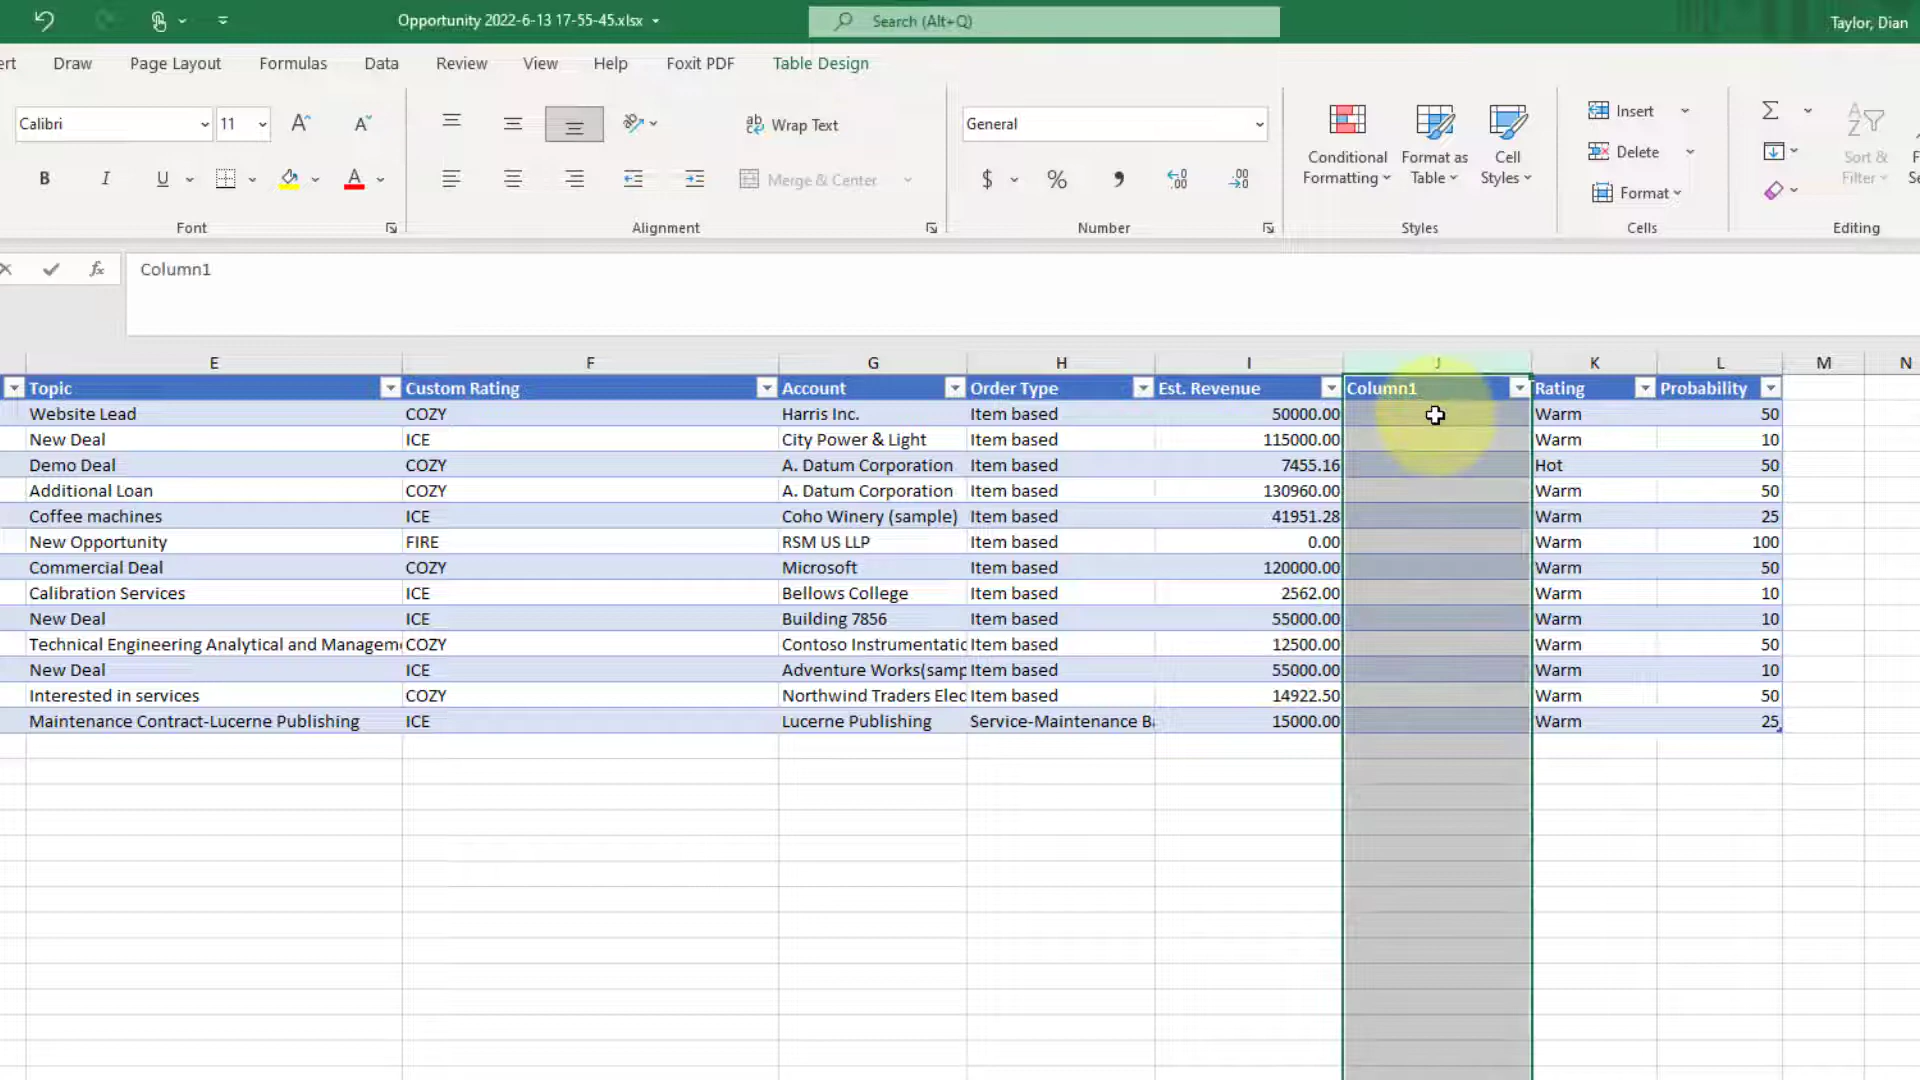 Opportunity 2022-6-13 17-55-45.xlsx
Search (Alt+Q)
Taylor, Dian
Draw Page Layout Formulas Data Review View Help Foxit PDF Table Design
Calibri 11 Wrap Text General Insert
Conditional Formatting
Format as Table
Cell Styles
Delete
Sort & Filter
B I U A Merge & Center $ % Format
Font Alignment Number Styles Cells Editing
fx Column1
E F G H I J K L M N
Topic Custom Rating Account Order Type Est. Revenue Column1 Rating Probability
Website Lead COZY Harris Inc. Item based 50000.00 Warm 50
New Deal ICE City Power & Light Item based 115000.00 Warm 10
Demo Deal COZY A. Datum Corporation Item based 7455.16 Hot 50
Additional Loan COZY A. Datum Corporation Item based 130960.00 Warm 50
Coffee machines ICE Coho Winery (sample) Item based 41951.28 Warm 25
New Opportunity FIRE RSM US LLP Item based 0.00 Warm 100
Commercial Deal COZY Microsoft Item based 120000.00 Warm 50
Calibration Services ICE Bellows College Item based 2562.00 Warm 10
New Deal ICE Building 7856 Item based 55000.00 Warm 10
Technical Engineering Analytical and Managem COZY Contoso Instrumentatic Item based 12500.00 Warm 50
New Deal ICE Adventure Works(samp Item based 55000.00 Warm 10
Interested in services COZY Northwind Traders Elec Item based 14922.50 Warm 50
Maintenance Contract-Lucerne Publishing ICE Lucerne Publishing Service-Maintenance Ba 15000.00 Warm 25